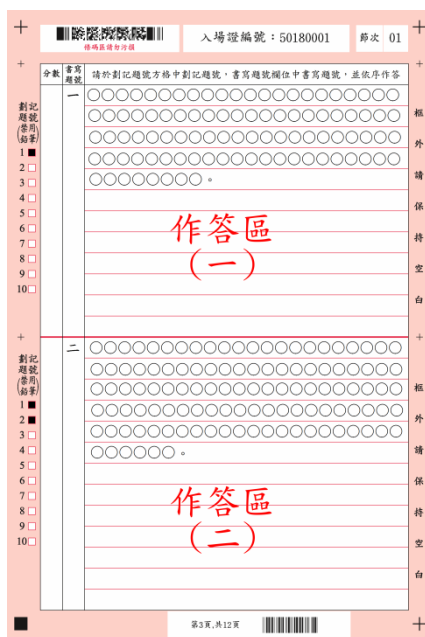 條碼區請勿污損
入場證編號：50180001
節次 01
分數
書寫題號
請於劃記題號方格中劃記題號，書寫題號欄位中書寫題號，並依序作答
劃記
題號
(禁用
鉛筆)
1
2
3
4
5
6
7
8
9
10
一
○○○○○○○○○○○○○○○○○○○○○○
○○○○○○○○○○○○○○○○○○○○○○
○○○○○○○○○○○○○○○○○○○○○○
○○○○○○○○○○○○○○○○○○○○○○
○○○○○○○○。
作答區
(一)
框外請保持空白
劃記
題號
(禁用
鉛筆)
1
2
3
4
5
6
7
8
9
10
二
○○○○○○○○○○○○○○○○○○○○○○
○○○○○○○○○○○○○○○○○○○○○○
○○○○○○○○○○○○○○○○○○○○○○
○○○○○○○○○○○○○○○○○○○○○○
○○○○○○○○○○○○○○○○○○○○○○
○○○○○○。
作答區
(二)
框外請保持空白
第3頁,共12頁